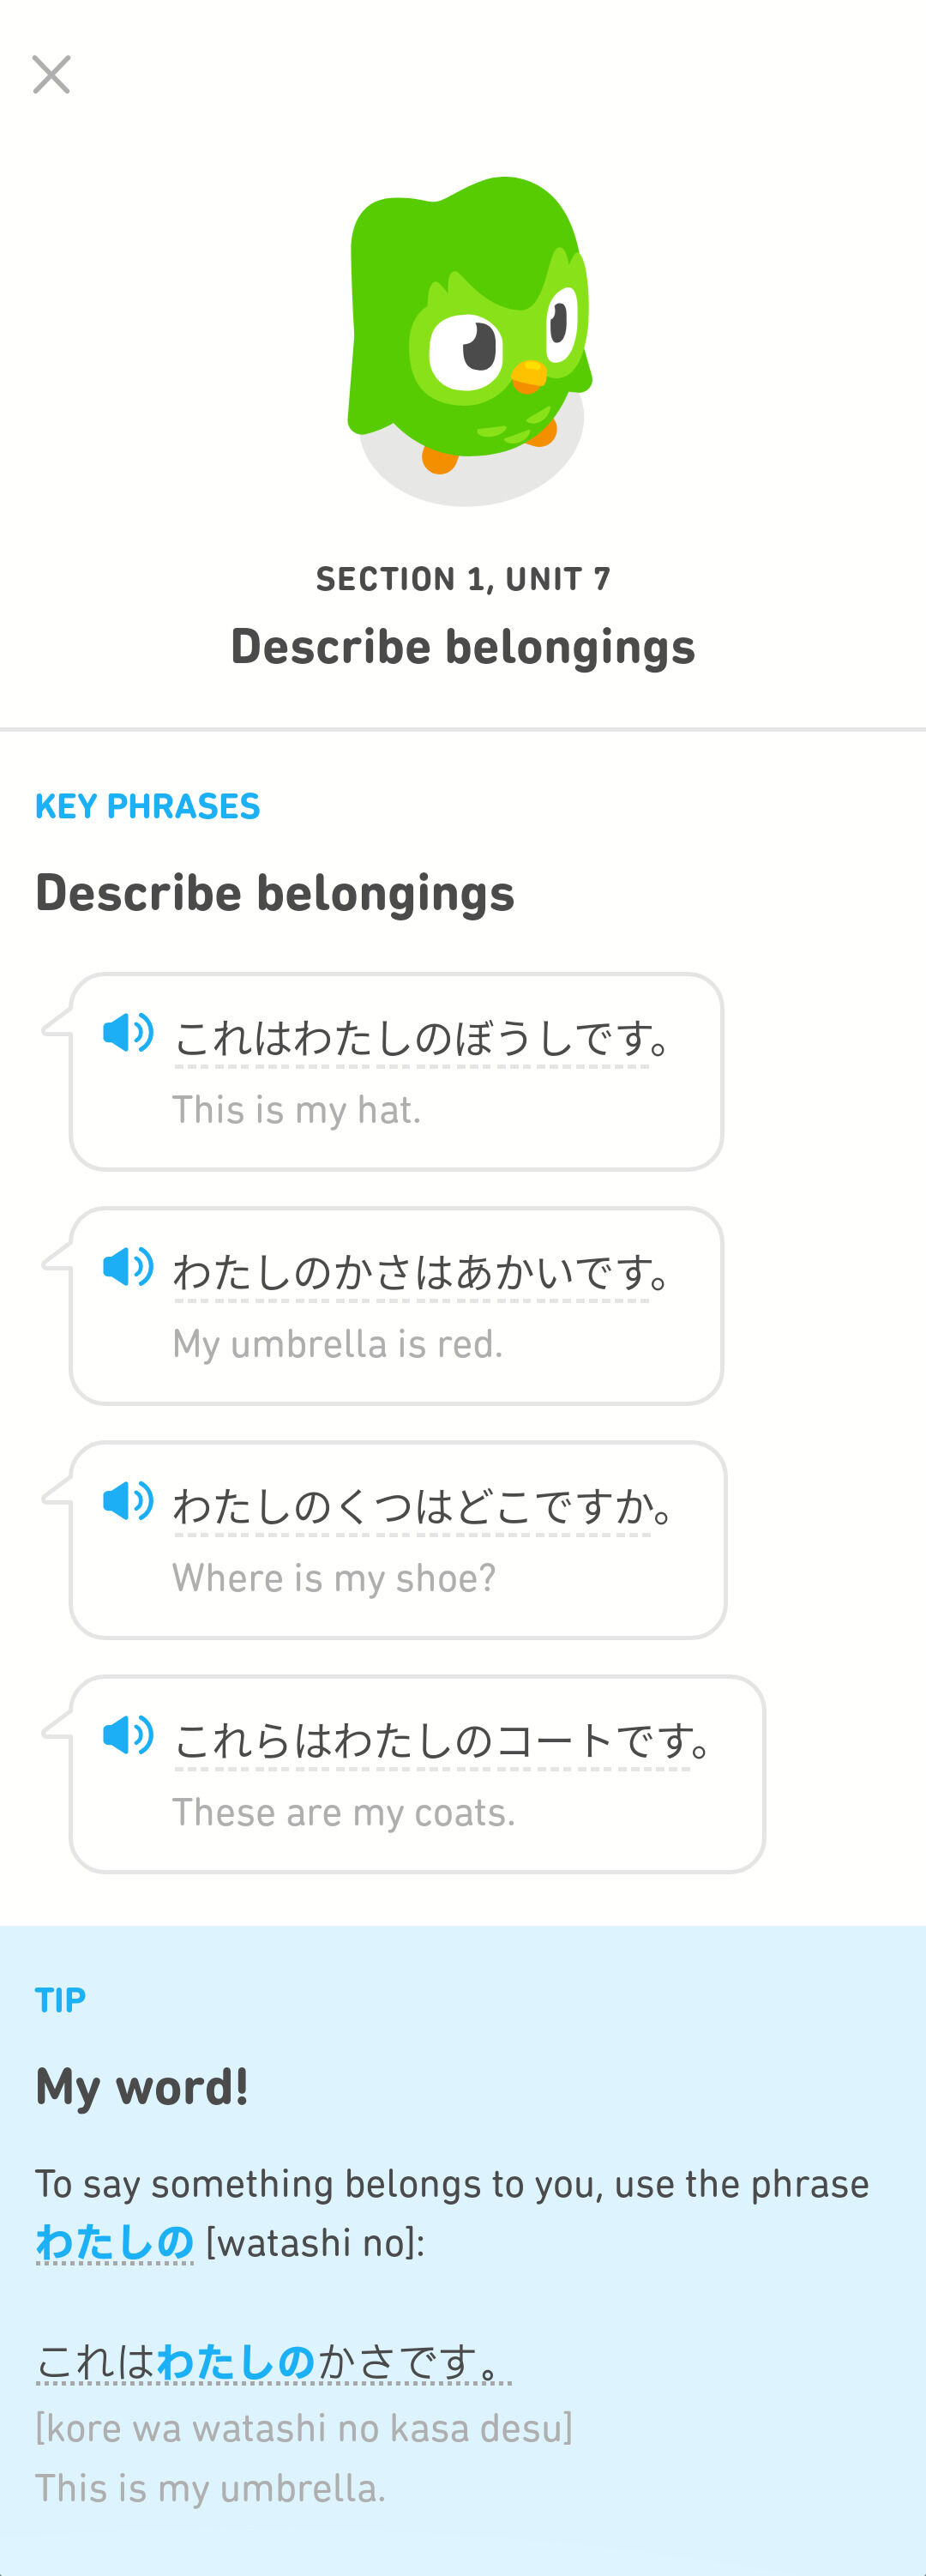 SECTION 1, UNIT 7
Describe belongings
KEY PHRASES
Describe belongings
これはわたしのぼうしです。
This is my hat.
わたしのかさはあかいです。
My umbrella is red.
わたしのくつはどこですか。
Where is my shoe?
これらはわたしのコートです。
These are my coats.
TIP
My word!
To say something belongs to you, use the phrase
わたしの [watashi no]:
これはわたしのかさです。
[kore wa watashi no kasa desu]
This is my umbrella.